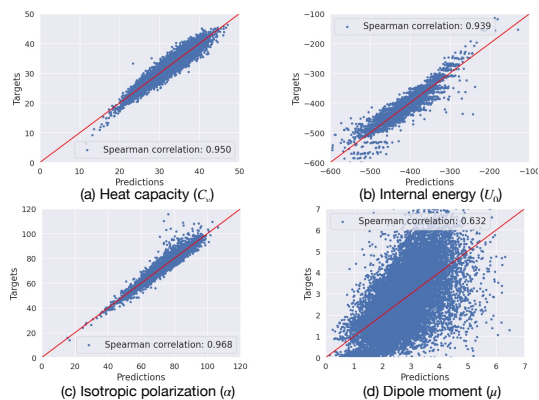 50
40
30
20
10
0
Targets
Spearman correlation: 0.950
0 10 20 30 40 50
Predictions
(a) Heat capacity (Cᵥ)
−100
−200
−300
−400
−500
−600
Targets
Spearman correlation: 0.939
−600 −500 −400 −300 −200 −100
Predictions
(b) Internal energy (U₀)
120
100
80
60
40
20
0
Targets
Spearman correlation: 0.968
0 20 40 60 80 100 120
Predictions
(c) Isotropic polarization (α)
7
6
5
4
3
2
1
0
Targets
Spearman correlation: 0.632
0 1 2 3 4 5 6 7
Predictions
(d) Dipole moment (μ)